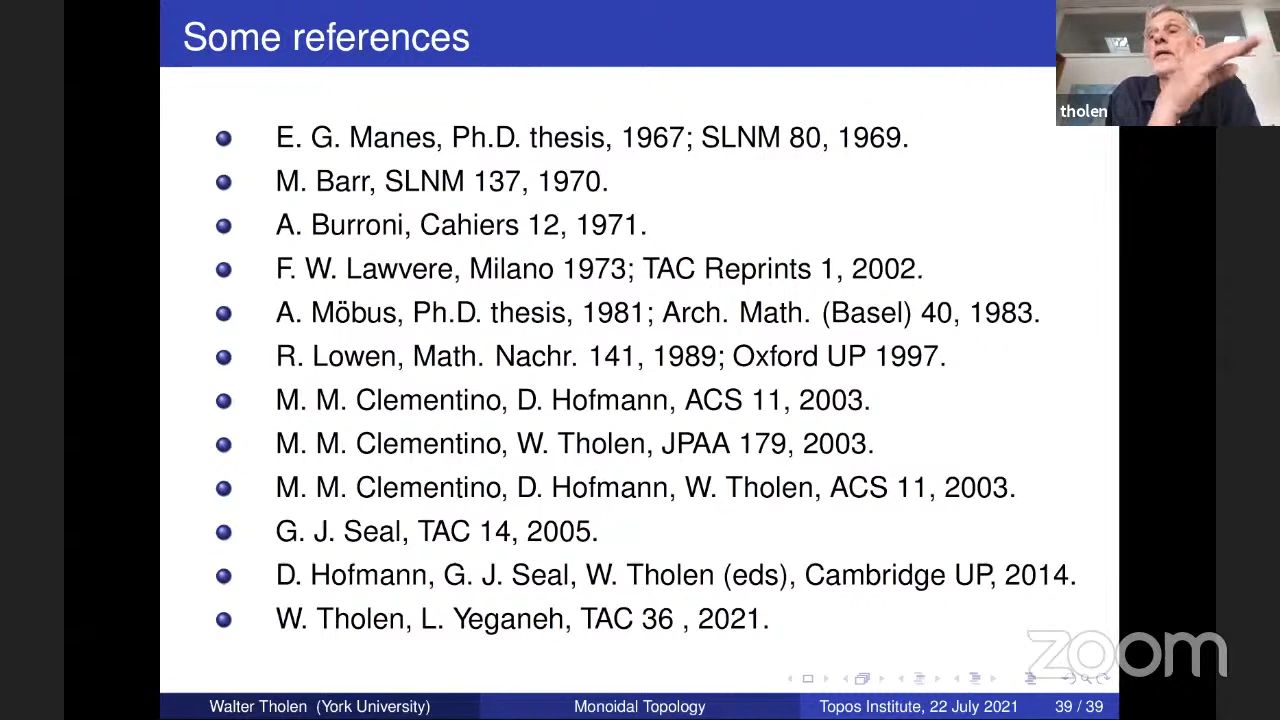 Some references
tholen
E. G. Manes, Ph.D. thesis, 1967; SLNM 80, 1969.
M. Barr, SLNM 137, 1970.
A. Burroni, Cahiers 12, 1971.
F. W. Lawvere, Milano 1973; TAC Reprints 1, 2002.
A. Möbus, Ph.D. thesis, 1981; Arch. Math. (Basel) 40, 1983.
R. Lowen, Math. Nachr. 141, 1989; Oxford UP 1997.
M. M. Clementino, D. Hofmann, ACS 11, 2003.
M. M. Clementino, W. Tholen, JPAA 179, 2003.
M. M. Clementino, D. Hofmann, W. Tholen, ACS 11, 2003.
G. J. Seal, TAC 14, 2005.
D. Hofmann, G. J. Seal, W. Tholen (eds), Cambridge UP, 2014.
W. Tholen, L. Yeganeh, TAC 36 , 2021.
zoom
Walter Tholen (York University) Monoidal Topology Topos Institute, 22 July 2021 39 / 39